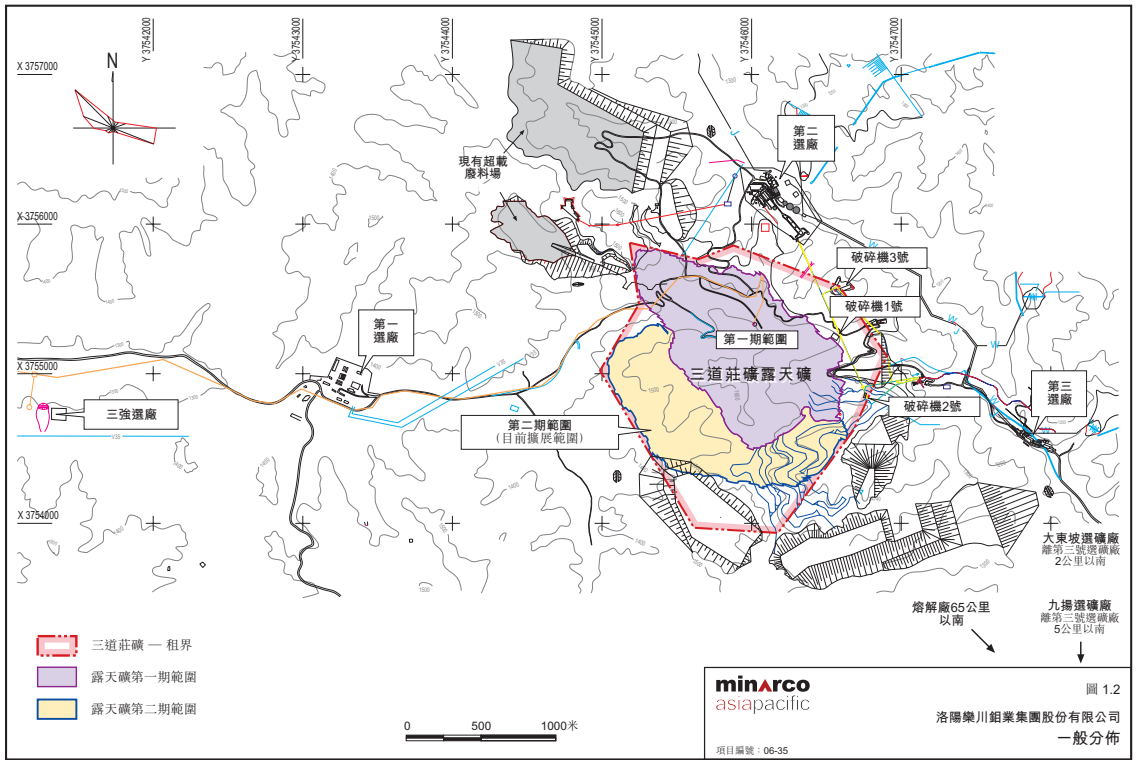 Y 37542000
Y 37543000
Y 37544000
Y 37545000
Y 37546000
Y 37547000
X 3757000
N
第二
選廠
現有超載
廢料場
X 3756000
破碎機3號
破碎機1號
第一
選廠
第一期範圍
X 3755000
三道莊礦露天礦
第三
選廠
三強選廠
破碎機2號
第二期範圍
(目前擴展範圍)
X 3754000
大東坡選礦廠
離第三號選礦廠
2公里以南
熔解廠65公里
以南
九揚選礦廠
離第三號選礦廠
5公里以南
三道莊礦 — 租界
露天礦第一期範圍
露天礦第二期範圍
0 500 1000米
minarco
asiapacific
圖 1.2
洛陽欒川鉬業集團股份有限公司
一般分佈
項目編號：06-35